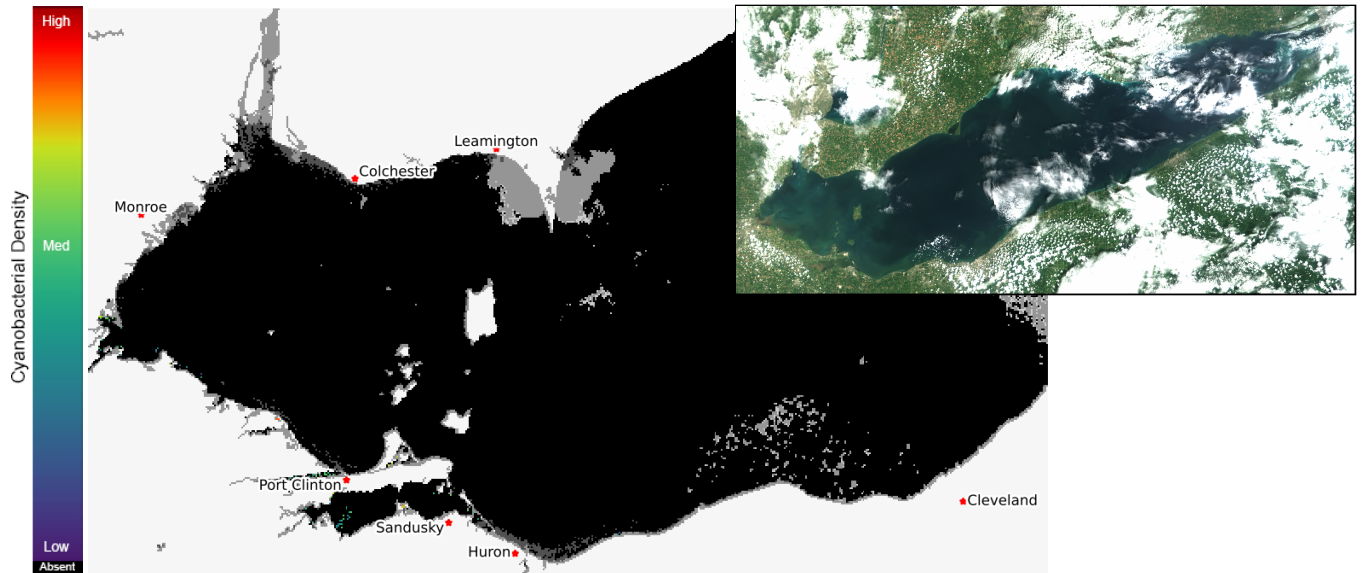 High
Med
Low
Absent
Cyanobacterial Density
Leamington
Colchester
Monroe
Port Clinton
Sandusky
Huron
Cleveland